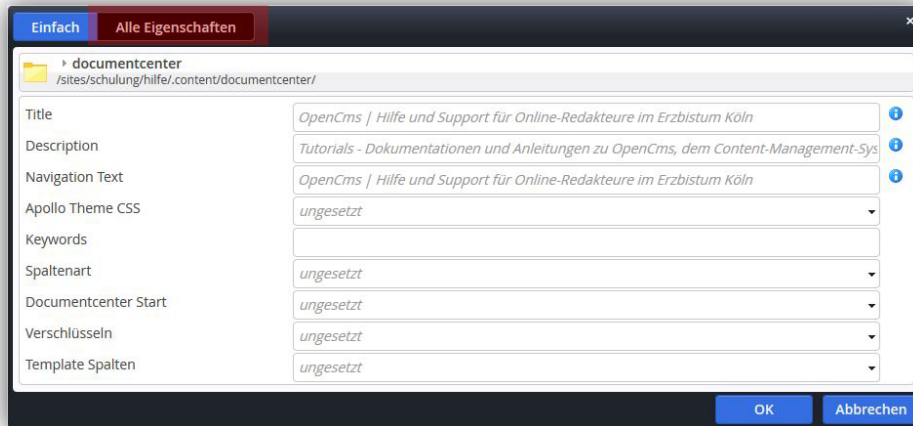 Einfach
Alle Eigenschaften
×
documentcenter
/sites/schulung/hilfe/.content/documentcenter/
Title
OpenCms | Hilfe und Support für Online-Redakteure im Erzbistum Köln
Description
Tutorials - Dokumentationen und Anleitungen zu OpenCms, dem Content-Management-Sys
Navigation Text
OpenCms | Hilfe und Support für Online-Redakteure im Erzbistum Köln
Apollo Theme CSS
ungesetzt
Keywords
Spaltenart
ungesetzt
Documentcenter Start
ungesetzt
Verschlüsseln
ungesetzt
Template Spalten
ungesetzt
OK
Abbrechen